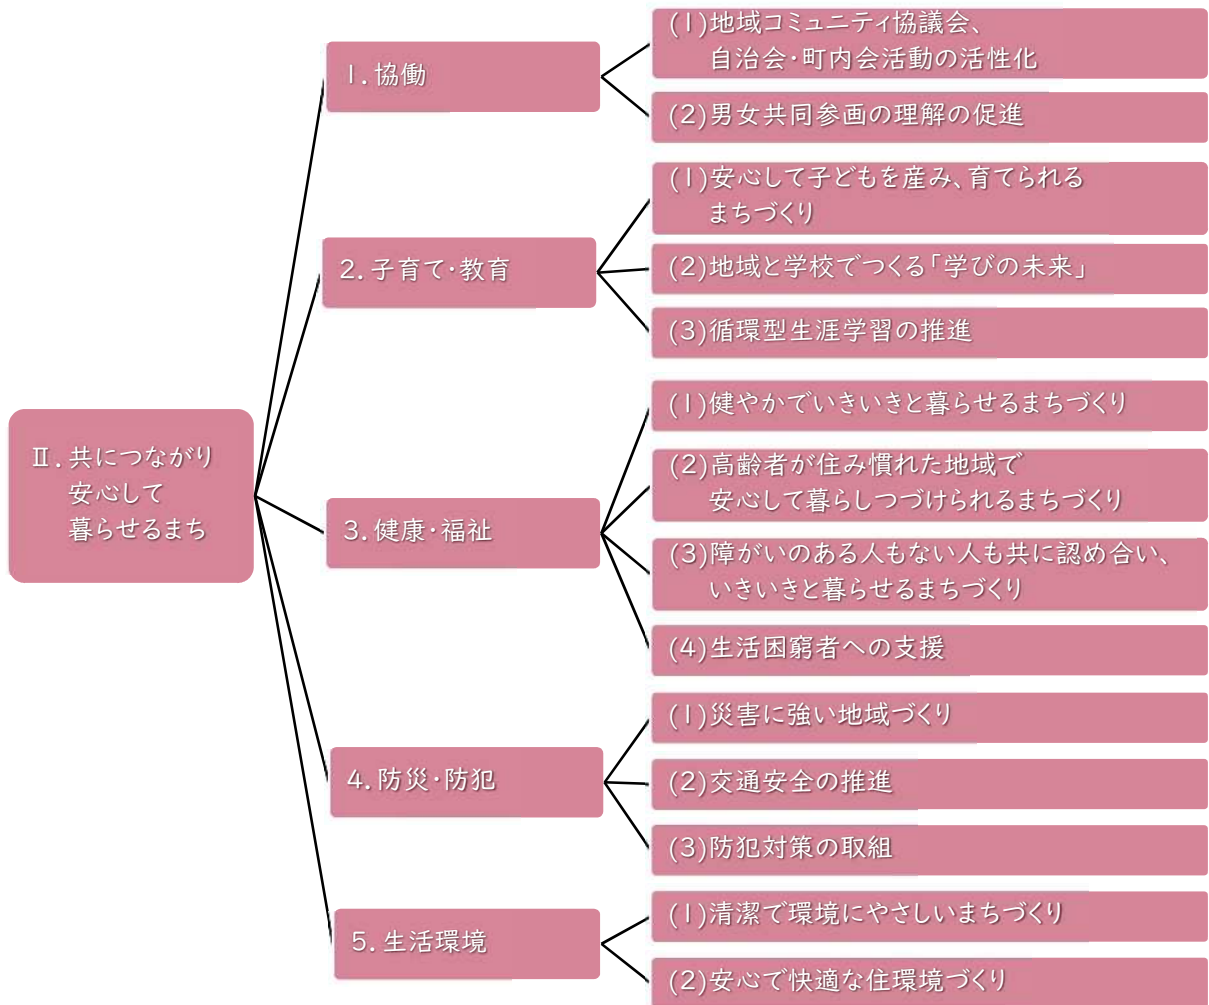 Ⅱ.共につながり
安心して
暮らせるまち
1.協働
(1)地域コミュニティ協議会、
自治会・町内会活動の活性化
(2)男女共同参画の理解の促進
2.子育て・教育
(1)安心して子どもを産み、育てられる
まちづくり
(2)地域と学校でつくる「学びの未来」
(3)循環型生涯学習の推進
3.健康・福祉
(1)健やかでいきいきと暮らせるまちづくり
(2)高齢者が住み慣れた地域で
安心して暮らしつづけられるまちづくり
(3)障がいのある人もない人も共に認め合い、
いきいきと暮らせるまちづくり
(4)生活困窮者への支援
4.防災・防犯
(1)災害に強い地域づくり
(2)交通安全の推進
(3)防犯対策の取組
5.生活環境
(1)清潔で環境にやさしいまちづくり
(2)安心で快適な住環境づくり